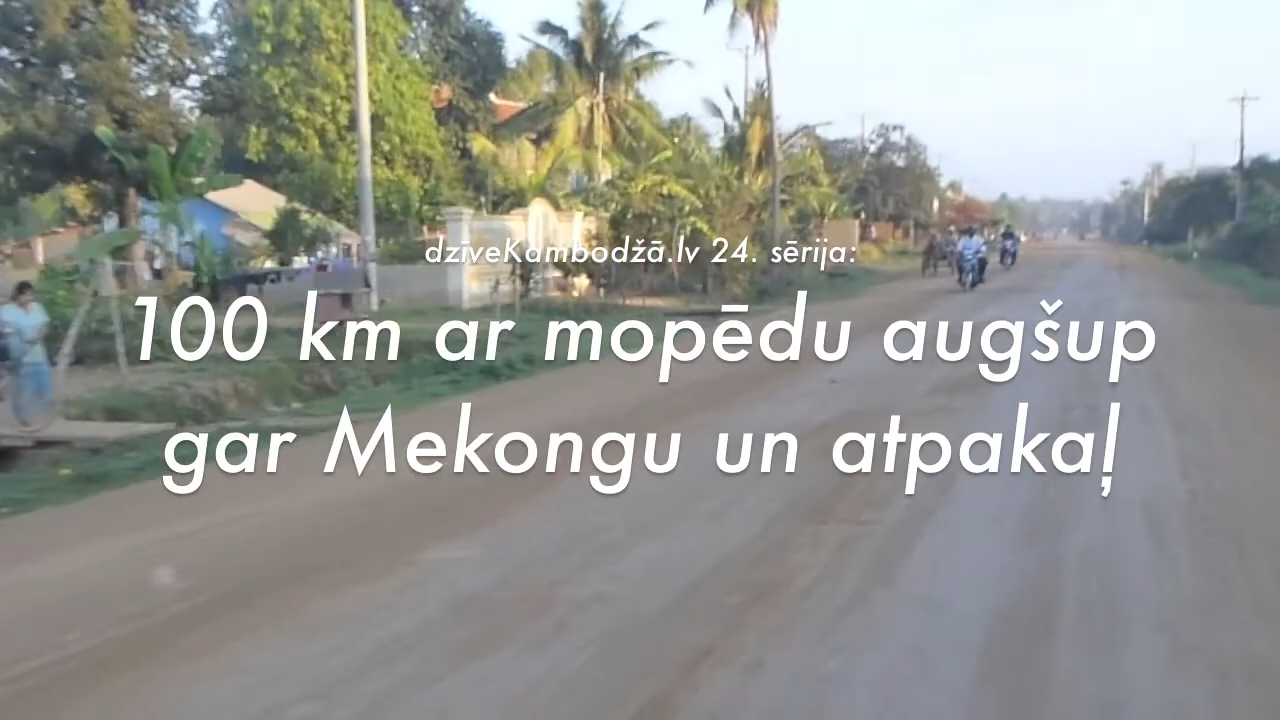 dzīveKambodžā.lv 24. sērija:
100 km ar mopēdu augšup
gar Mekongu un atpakaļ